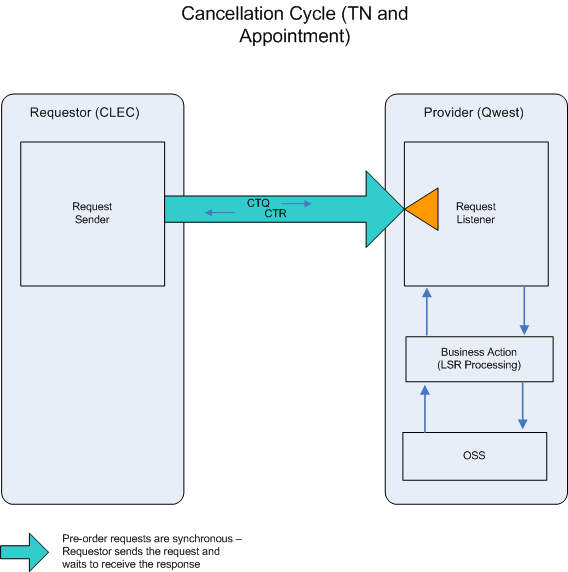 Cancellation Cycle (TN and
Appointment)
Requestor (CLEC)
Provider (Qwest)
Request
Sender
CTQ
CTR
Request
Listener
Business Action
(LSR Processing)
OSS
Pre-order requests are synchronous –
Requestor sends the request and
waits to receive the response